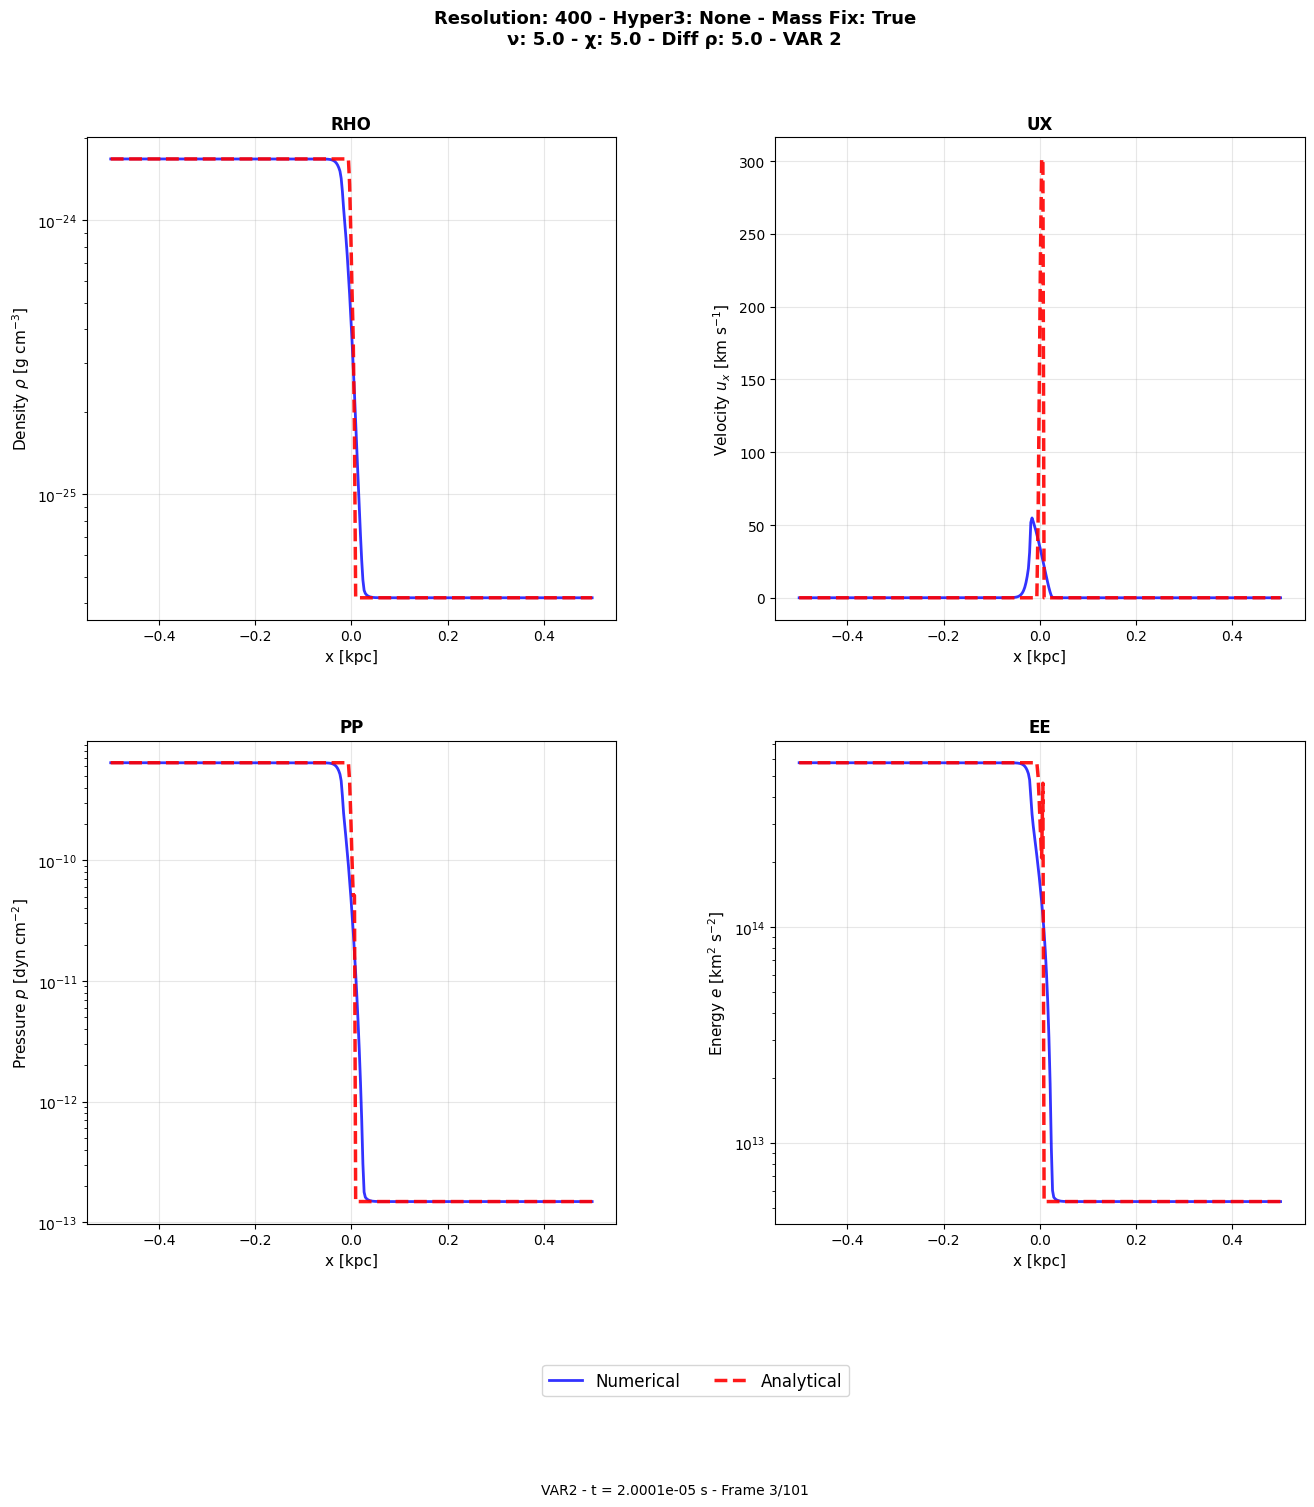 Resolution: 400 - Hyper3: None - Mass Fix: True
ν: 5.0 - χ: 5.0 - Diff ρ: 5.0 - VAR 2
RHO
Density ρ [g cm⁻³]
10⁻²⁴
10⁻²⁵
−0.4 −0.2 0.0 0.2 0.4
x [kpc]
UX
Velocity uₓ [km s⁻¹]
300
250
200
150
100
50
0
−0.4 −0.2 0.0 0.2 0.4
x [kpc]
PP
Pressure p [dyn cm⁻²]
10⁻¹⁰
10⁻¹¹
10⁻¹²
10⁻¹³
−0.4 −0.2 0.0 0.2 0.4
x [kpc]
EE
Energy e [km² s⁻²]
10¹⁴
10¹³
−0.4 −0.2 0.0 0.2 0.4
x [kpc]
Numerical Analytical
VAR2 - t = 2.0001e-05 s - Frame 3/101